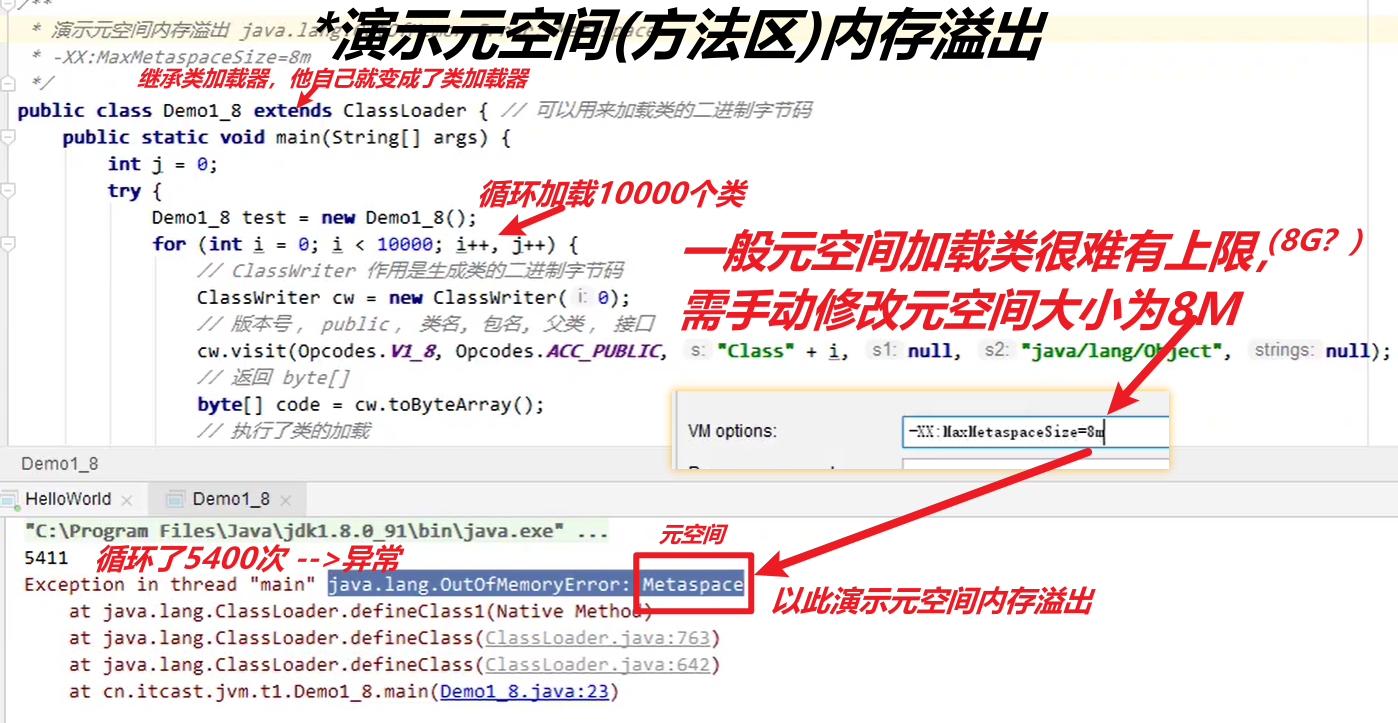 /**
*演示元空间(方法区)内存溢出
* 演示元空间内存溢出 java.lang
* -XX:MaxMetaspaceSize=8m
*/
继承类加载器，他自己就变成了类加载器
public class Demo1_8 extends ClassLoader { // 可以用来加载类的二进制字节码
public static void main(String[] args) {
int j = 0;
try {
循环加载10000个类
Demo1_8 test = new Demo1_8();
for (int i = 0; i < 10000; i++, j++) {
一般元空间加载类很难有上限，（8G？）
// ClassWriter 作用是生成类的二进制字节码
ClassWriter cw = new ClassWriter( i: 0);
需手动修改元空间大小为8M
// 版本号， public， 类名, 包名, 父类， 接口
cw.visit(Opcodes.V1_8, Opcodes.ACC_PUBLIC, s: "Class" + i, s1: null, s2: "java/lang/Object", strings: null);
// 返回 byte[]
byte[] code = cw.toByteArray();
// 执行了类的加载
VM options:
-XX:MaxMetaspaceSize=8m
Demo1_8
HelloWorld
Demo1_8
"C:\Program Files\Java\jdk1.8.0_91\bin\java.exe" ...
元空间
5411
循环了5400次 -->异常
Exception in thread "main" java.lang.OutOfMemoryError: Metaspace
以此演示元空间内存溢出
at java.lang.ClassLoader.defineClass1(Native Method)
at java.lang.ClassLoader.defineClass(ClassLoader.java:763)
at java.lang.ClassLoader.defineClass(ClassLoader.java:642)
at cn.itcast.jvm.t1.Demo1_8.main(Demo1_8.java:23)